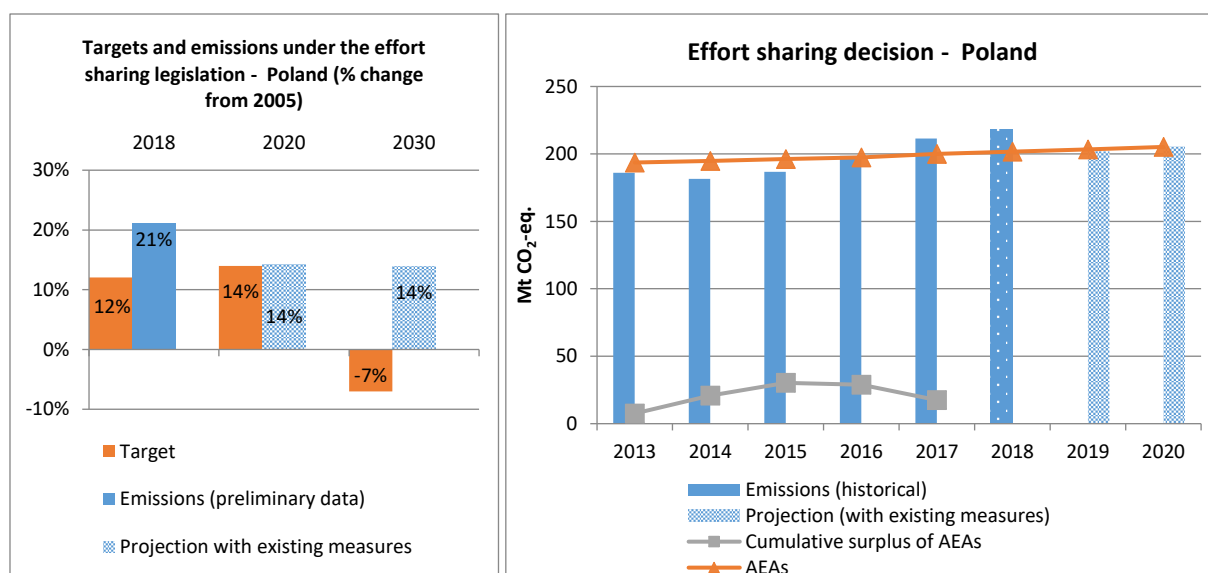 Targets and emissions under the effort
sharing legislation - Poland (% change
from 2005)
2018 2020 2030
30%
20%
10%
0%
-10%
21%
12%
14%
14%
14%
-7%
Target
Emissions (preliminary data)
Projection with existing measures
Effort sharing decision - Poland
Mt CO₂-eq.
250
200
150
100
50
0
2013 2014 2015 2016 2017 2018 2019 2020
Emissions (historical)
Projection (with existing measures)
Cumulative surplus of AEAs
AEAs